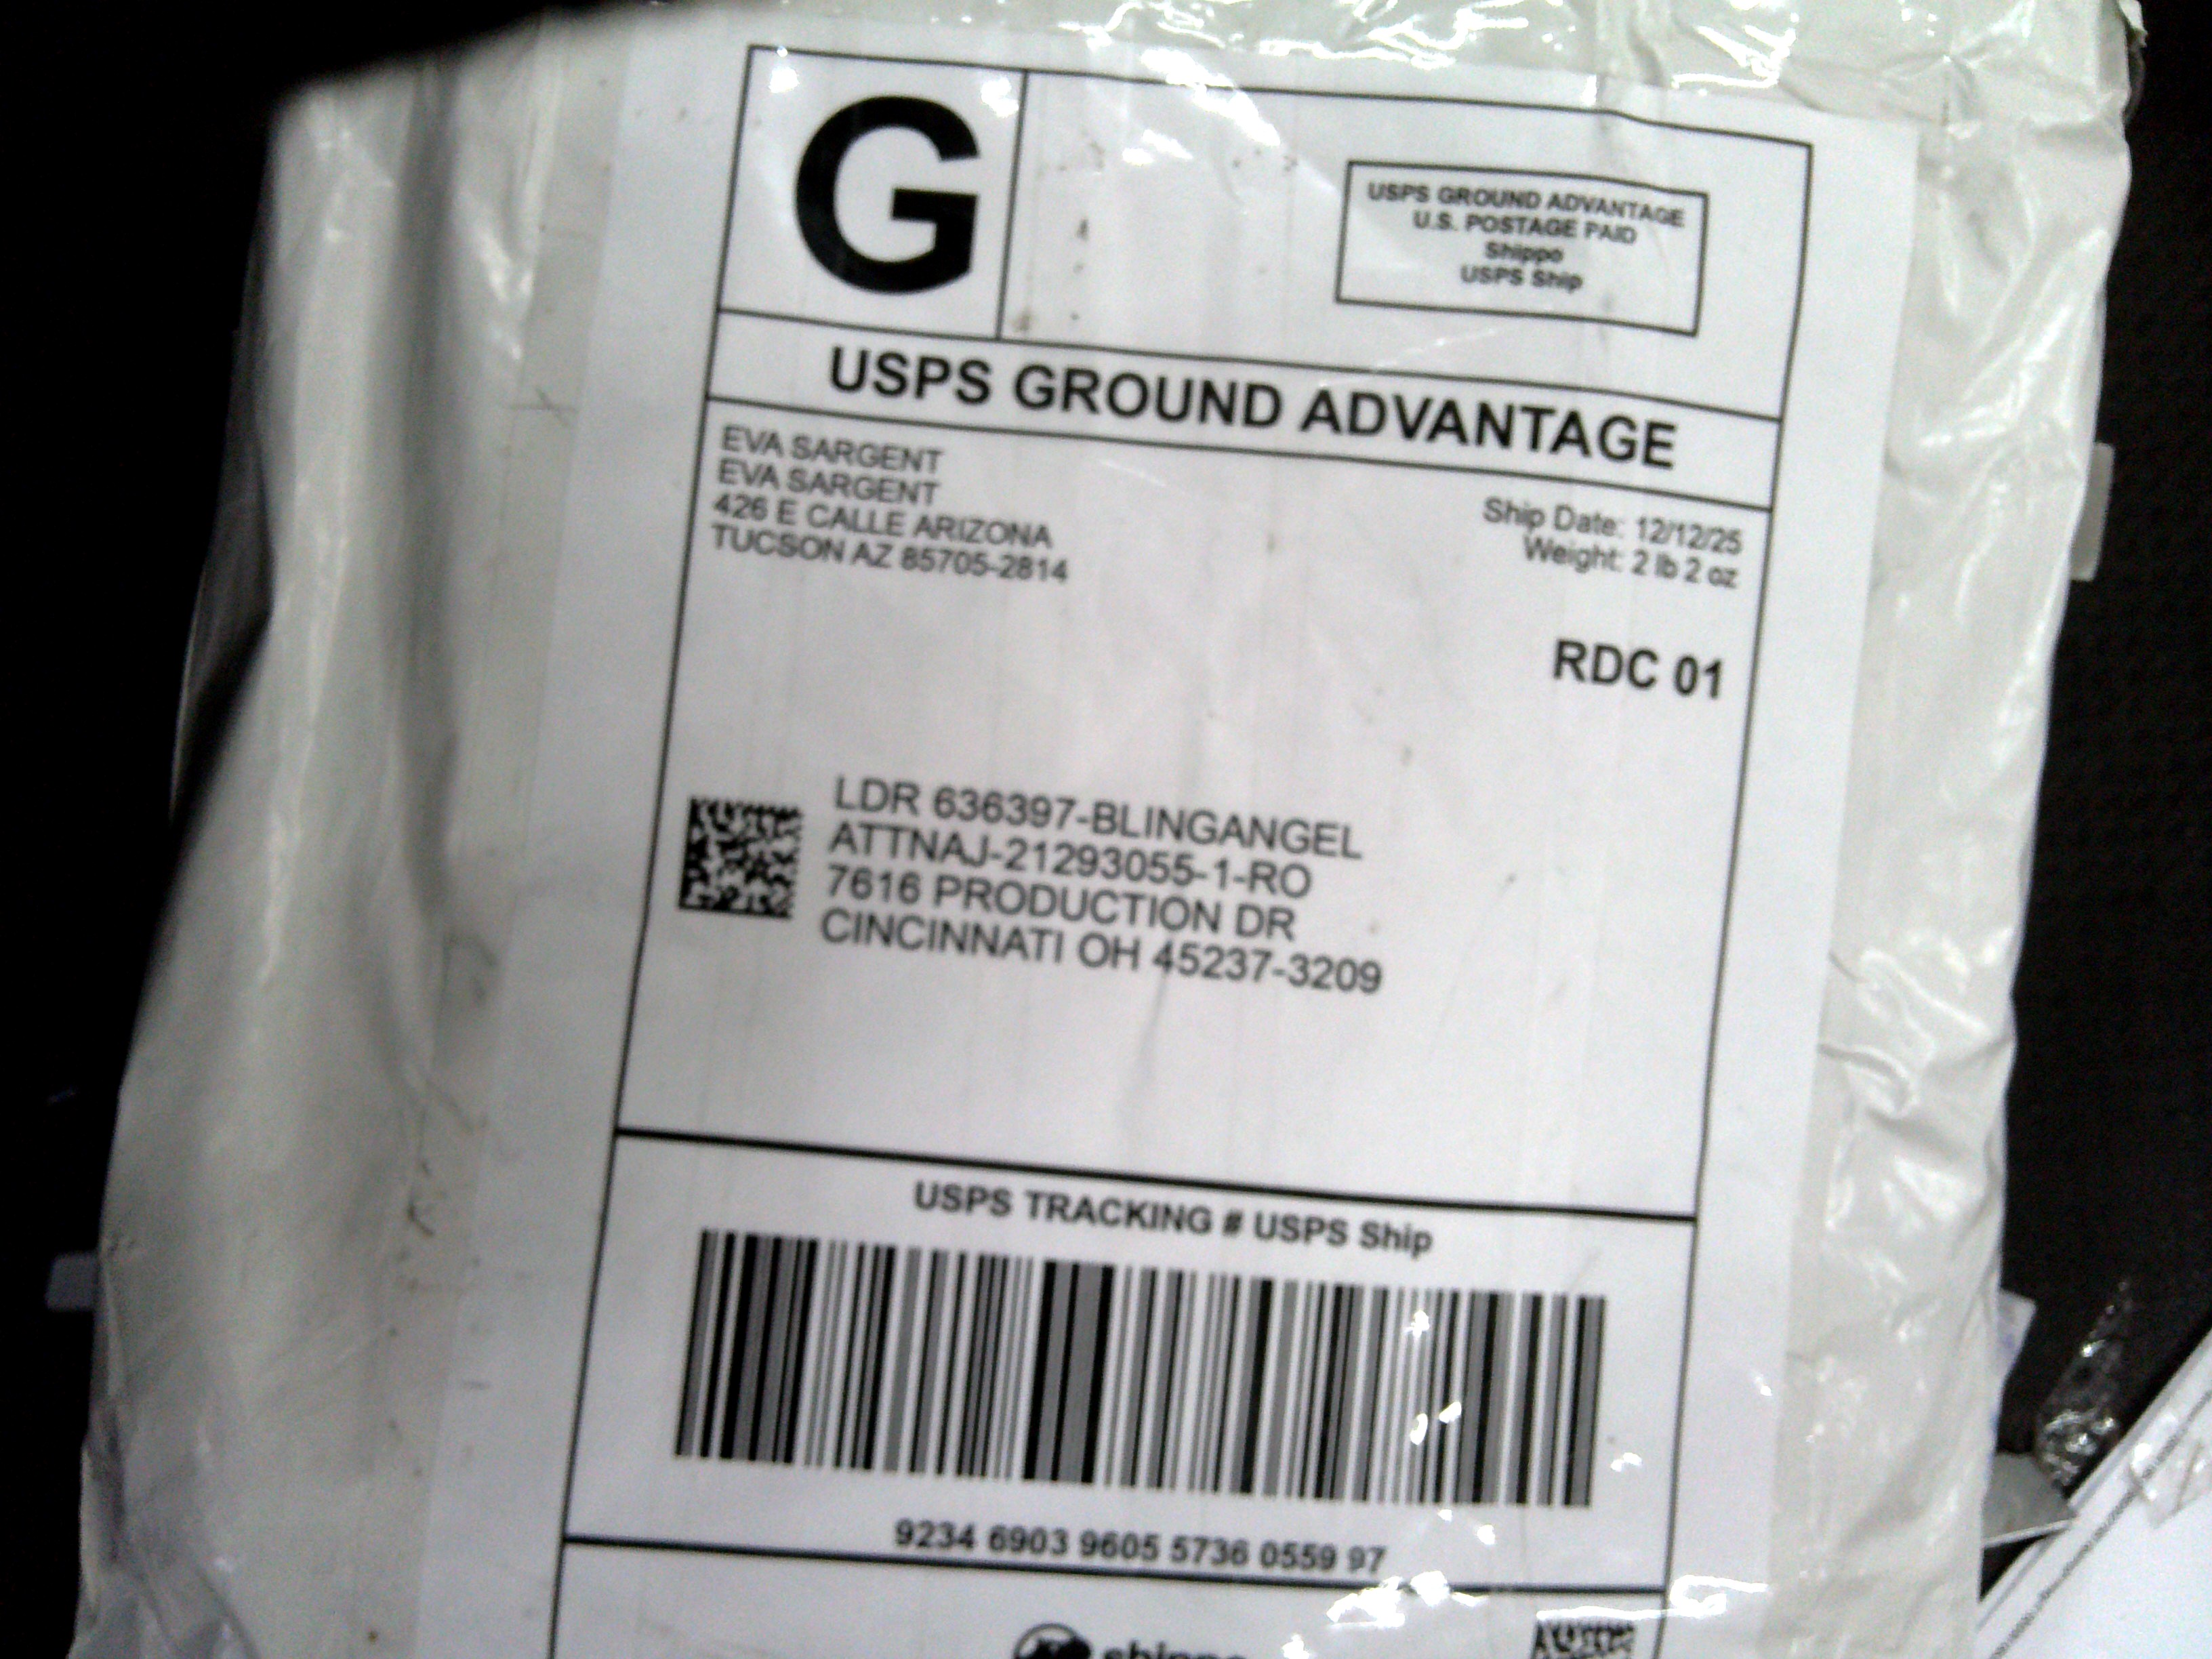 G
USPS GROUND ADVANTAGE
U.S. POSTAGE PAID
Shippo
USPS Ship
USPS GROUND ADVANTAGE
EVA SARGENT
EVA SARGENT
426 E CALLE ARIZONA
TUCSON AZ 85705-2814
Ship Date: 12/12/25
Weight: 2 lb 2 oz
RDC 01
LDR 636397-BLINGANGEL
ATTNAJ-21293055-1-RO
7616 PRODUCTION DR
CINCINNATI OH 45237-3209
USPS TRACKING # USPS Ship
9234 6903 9605 5736 0559 97
shippo